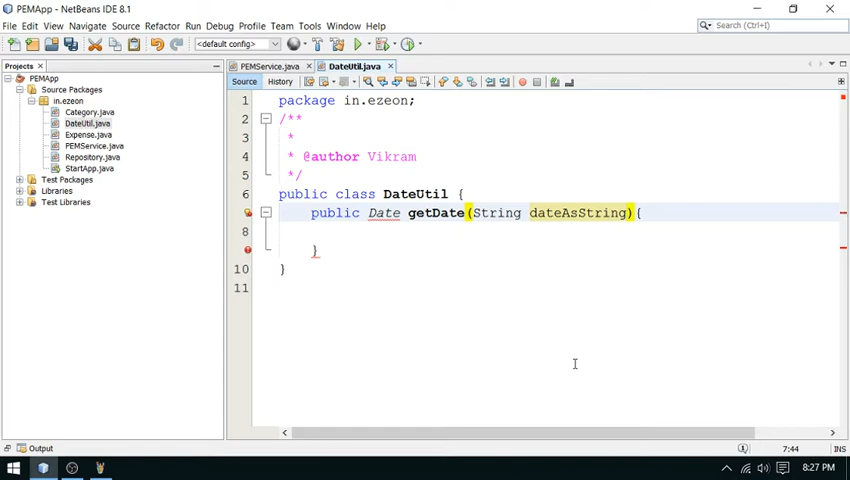 PEMApp - NetBeans IDE 8.1
File Edit View Navigate Source Refactor Run Debug Profile Team Tools Window Help
Search (Ctrl+I)
<default config>
Projects
PEMService.java
DateUtil.java
PEMApp
Source Packages
in.ezeon
Category.java
DateUtil.java
Expense.java
PEMService.java
Repository.java
StartApp.java
Test Packages
Libraries
Test Libraries
Source History
1 package in.ezeon;
2 /**
3 *
4 * @author Vikram
5 */
6 public class DateUtil {
public Date getDate(String dateAsString){
8
}
10 }
11
Output
7:44 INS
8:27 PM